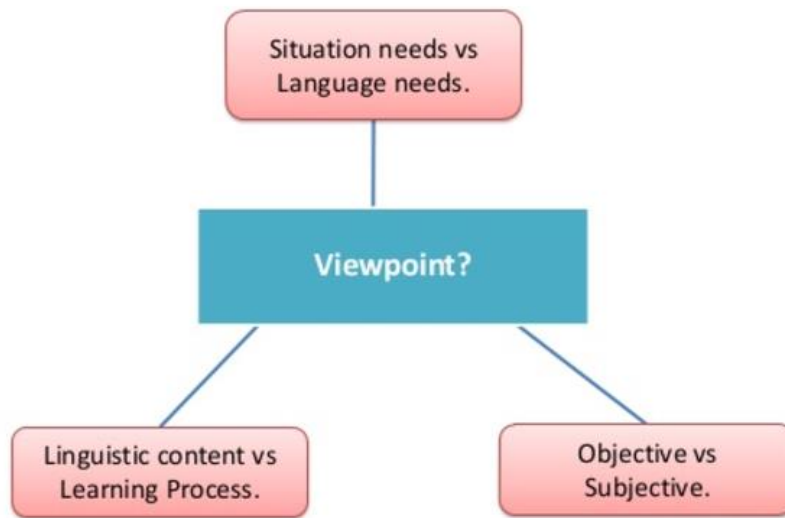 Situation needs vs
Language needs.
Viewpoint?
Linguistic content vs
Learning Process.
Objective vs
Subjective.